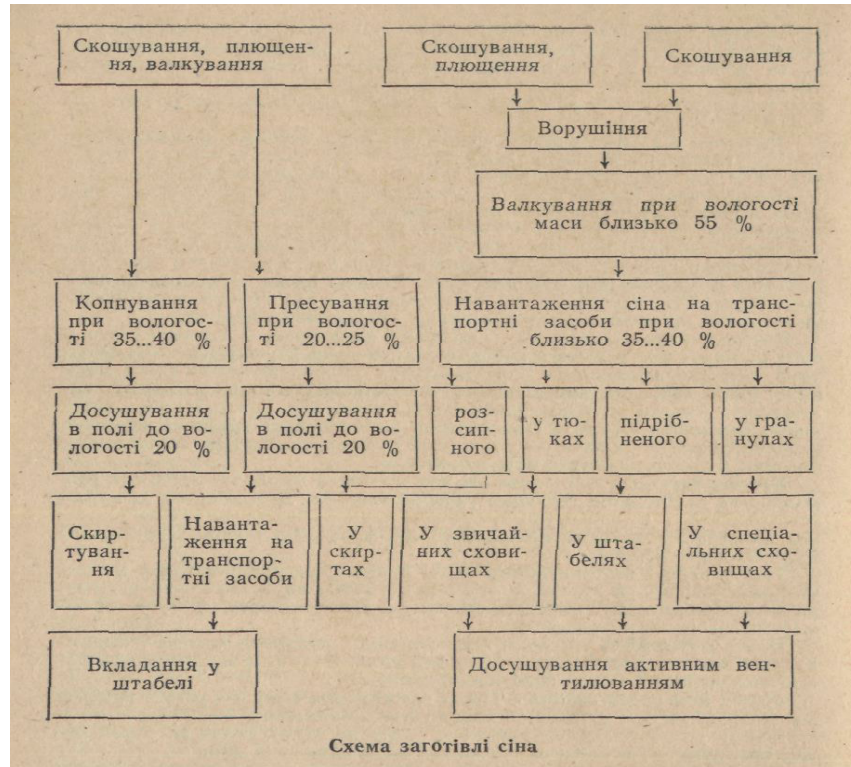 Скошування, плющен-
ня, валкування
Скошування,
плющення
Скошування
Ворушіння
Валкування при вологості
маси близько 55 %
Копнування
при вологос-
ті 35...40 %
Пресування
при вологос-
ті 20...25 %
Навантаження сіна на транс-
портні засоби при вологості
близько 35...40 %
Досушування
в полі до во-
логості 20 %
Досушування
в полі до во-
логості 20 %
роз-
сип-
ного
у тю-
ках
підріб-
неного
у гра-
нулах
Скир-
туван-
ня
Наванта-
ження на
транспор-
тні засоби
У
скир-
тах
У звичай-
них схови-
щах
У шта-
белях
У спеціа-
льних схо-
вищах
Вкладання у
штабелі
Досушування активним вен-
тилюванням
Схема заготівлі сіна